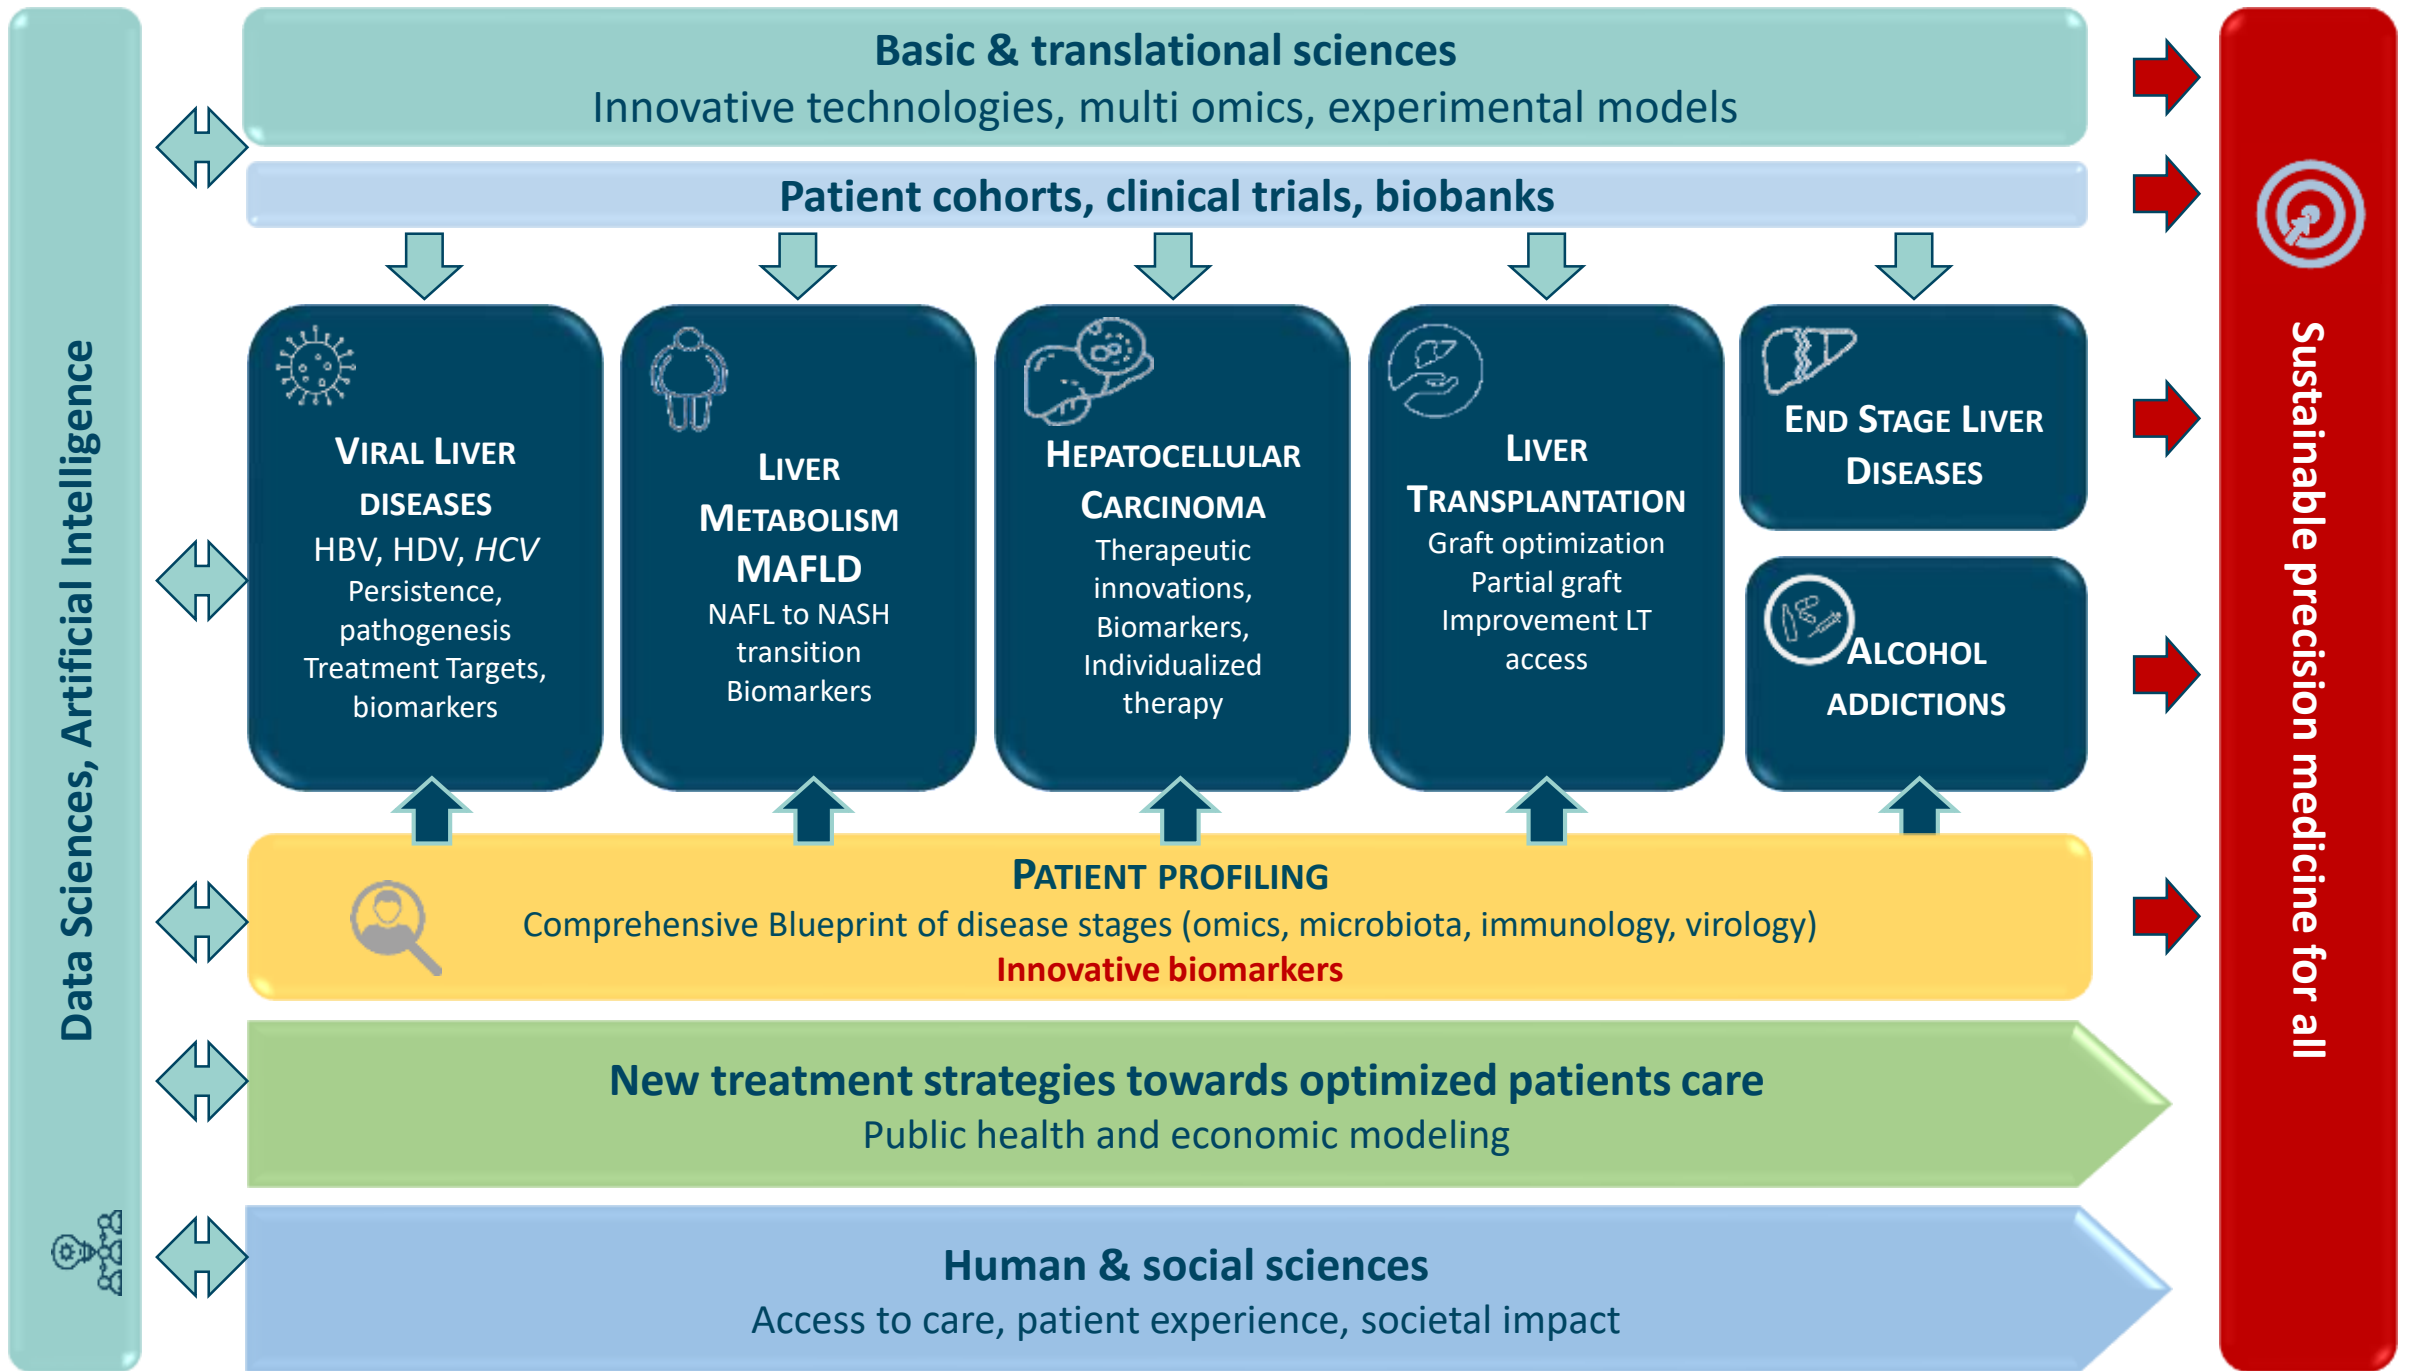 Basic & translational sciences
Innovative technologies, multi omics, experimental models
Patient cohorts, clinical trials, biobanks
Data Sciences, Artificial Intelligence
VIRAL LIVER
DISEASES
HBV, HDV, HCV
Persistence,
pathogenesis
Treatment Targets,
biomarkers
LIVER
METABOLISM
MAFLD
NAFL to NASH
transition
Biomarkers
HEPATOCELLULAR
CARCINOMA
Therapeutic
innovations,
Biomarkers,
Individualized
therapy
LIVER
TRANSPLANTATION
Graft optimization
Partial graft
Improvement LT
access
END STAGE LIVER
DISEASES
ALCOHOL
ADDICTIONS
PATIENT PROFILING
Comprehensive Blueprint of disease stages (omics, microbiota, immunology, virology)
Innovative biomarkers
New treatment strategies towards optimized patients care
Public health and economic modeling
Human & social sciences
Access to care, patient experience, societal impact
Sustainable precision medicine for all